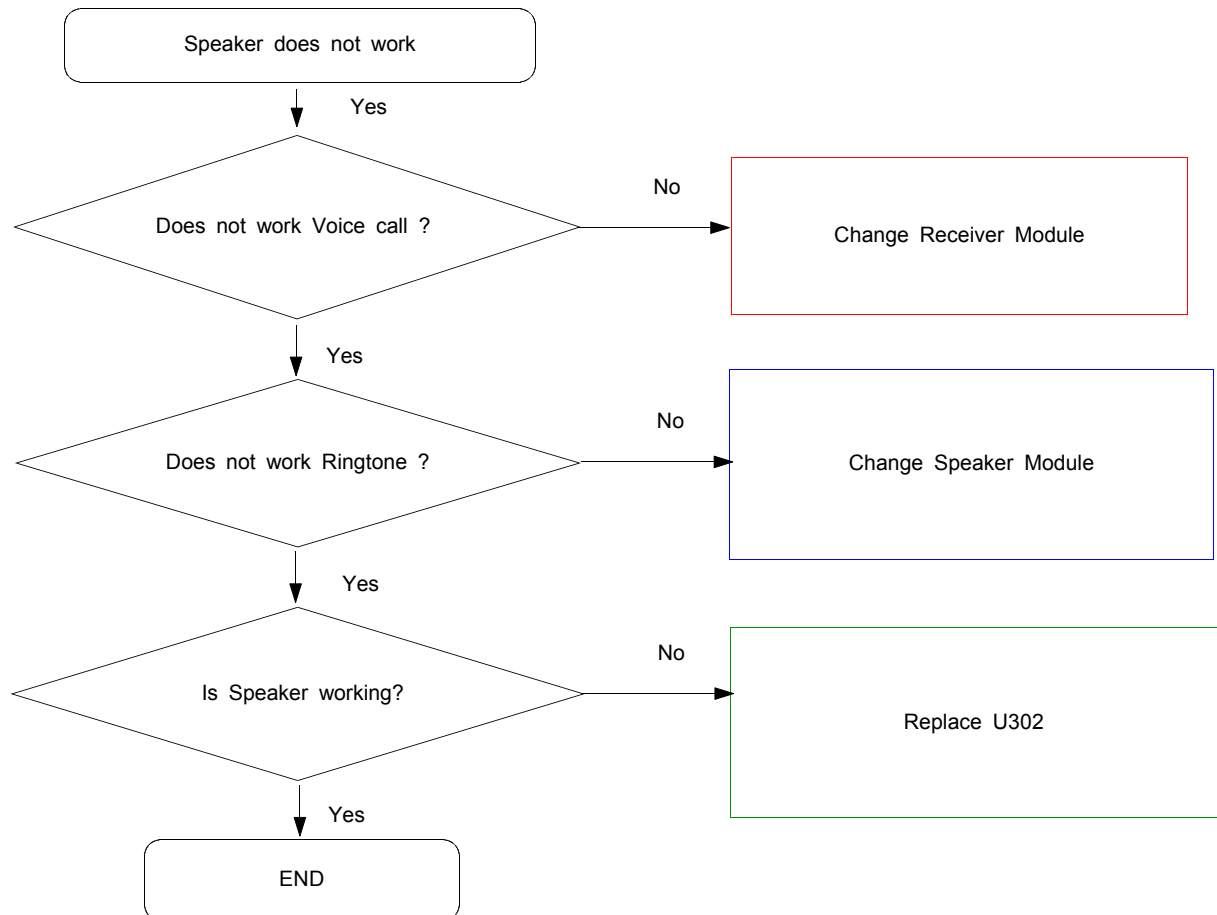 Speaker does not work
Yes
Does not work Voice call ?
No
Change Receiver Module
Yes
Does not work Ringtone ?
No
Change Speaker Module
Yes
Is Speaker working?
No
Replace U302
Yes
END